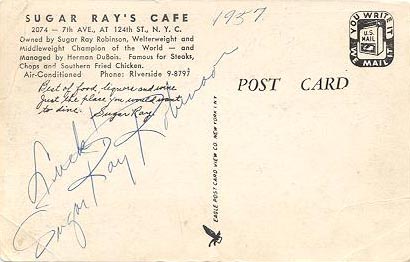 SUGAR RAY'S CAFE
2074 — 7th AVE., AT 124th ST., N. Y. C.
Owned by Sugar Ray Robinson, Welterweight and
Middleweight Champion of the World — and
Managed by Herman DuBois. Famous for Steaks,
Chops and Southern Fried Chicken.
Air-Conditioned Phone: RIverside 9-8797
Best of food, liquors and wine
Just the place you would want
to dine. Sugar Ray
Luck
Sugar Ray Robinson
1957.
YOU WRITE IT
WE MAIL
U.S.
MAIL
POST CARD
EAGLE POST CARD VIEW CO. NEW YORK 1, N.Y.